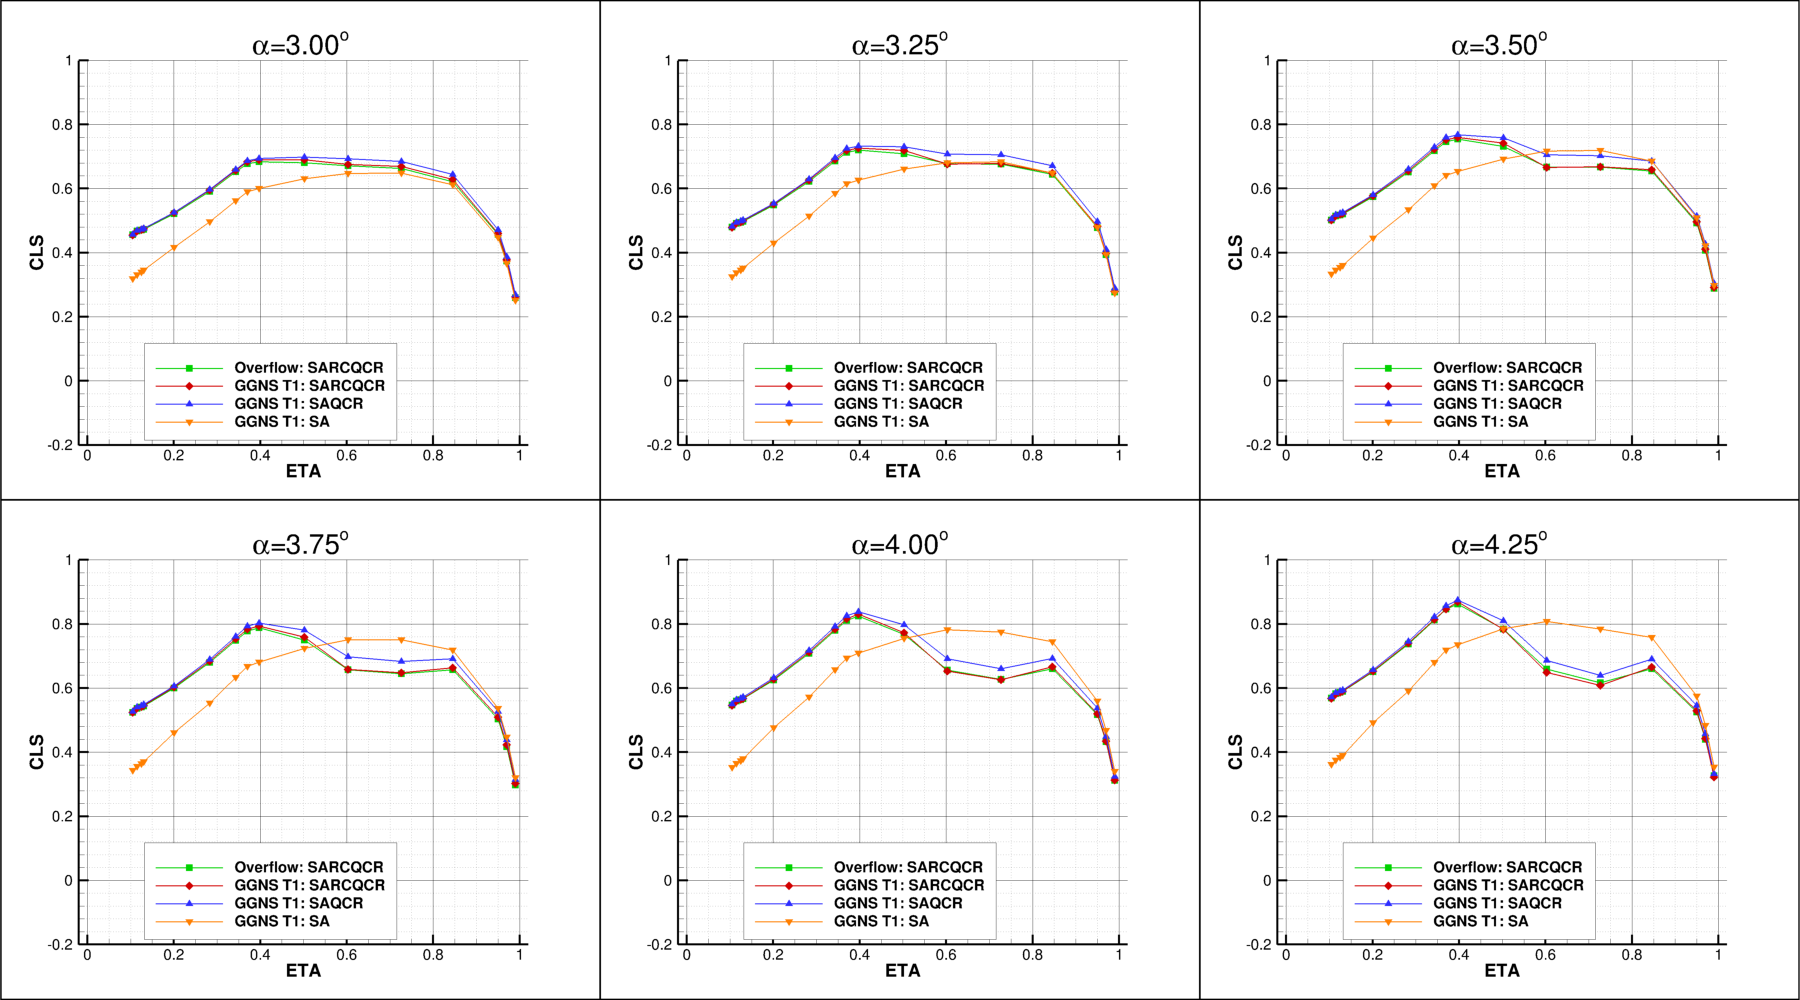 α=3.00°
1
0.8
0.6
0.4
0.2
0
-0.2
CLS
0 0.2 0.4 0.6 0.8 1
ETA
Overflow: SARCQCR
GGNS T1: SARCQCR
GGNS T1: SAQCR
GGNS T1: SA
α=3.25°
1
0.8
0.6
0.4
0.2
0
-0.2
CLS
0 0.2 0.4 0.6 0.8 1
ETA
Overflow: SARCQCR
GGNS T1: SARCQCR
GGNS T1: SAQCR
GGNS T1: SA
α=3.50°
1
0.8
0.6
0.4
0.2
0
-0.2
CLS
0 0.2 0.4 0.6 0.8 1
ETA
Overflow: SARCQCR
GGNS T1: SARCQCR
GGNS T1: SAQCR
GGNS T1: SA
α=3.75°
1
0.8
0.6
0.4
0.2
0
-0.2
CLS
0 0.2 0.4 0.6 0.8 1
ETA
Overflow: SARCQCR
GGNS T1: SARCQCR
GGNS T1: SAQCR
GGNS T1: SA
α=4.00°
1
0.8
0.6
0.4
0.2
0
-0.2
CLS
0 0.2 0.4 0.6 0.8 1
ETA
Overflow: SARCQCR
GGNS T1: SARCQCR
GGNS T1: SAQCR
GGNS T1: SA
α=4.25°
1
0.8
0.6
0.4
0.2
0
-0.2
CLS
0 0.2 0.4 0.6 0.8 1
ETA
Overflow: SARCQCR
GGNS T1: SARCQCR
GGNS T1: SAQCR
GGNS T1: SA